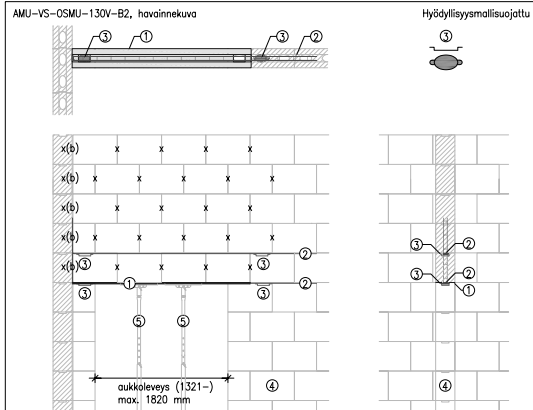 AMU-VS-OSMU-130V-B2, havainnekuva
Hyödyllisyysmallisuojattu
3 1 3 2
3
x(b) x x x x
x(b) x x x x x
x(b) x x x x
x(b) x x x x x
2
3 3
x(b) x x x x
1 2
3 3
5 5
3 2
3 2
1
aukkoleveys (1321-)
max. 1820 mm
4
4